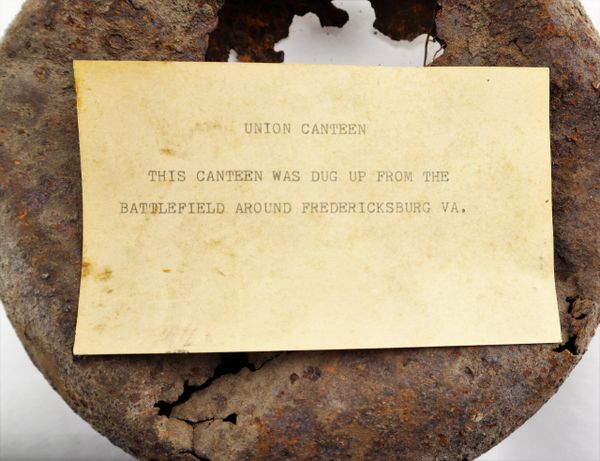 UNION CANTEEN
THIS CANTEEN WAS DUG UP FROM THE
BATTLEFIELD AROUND FREDERICKSBURG VA.